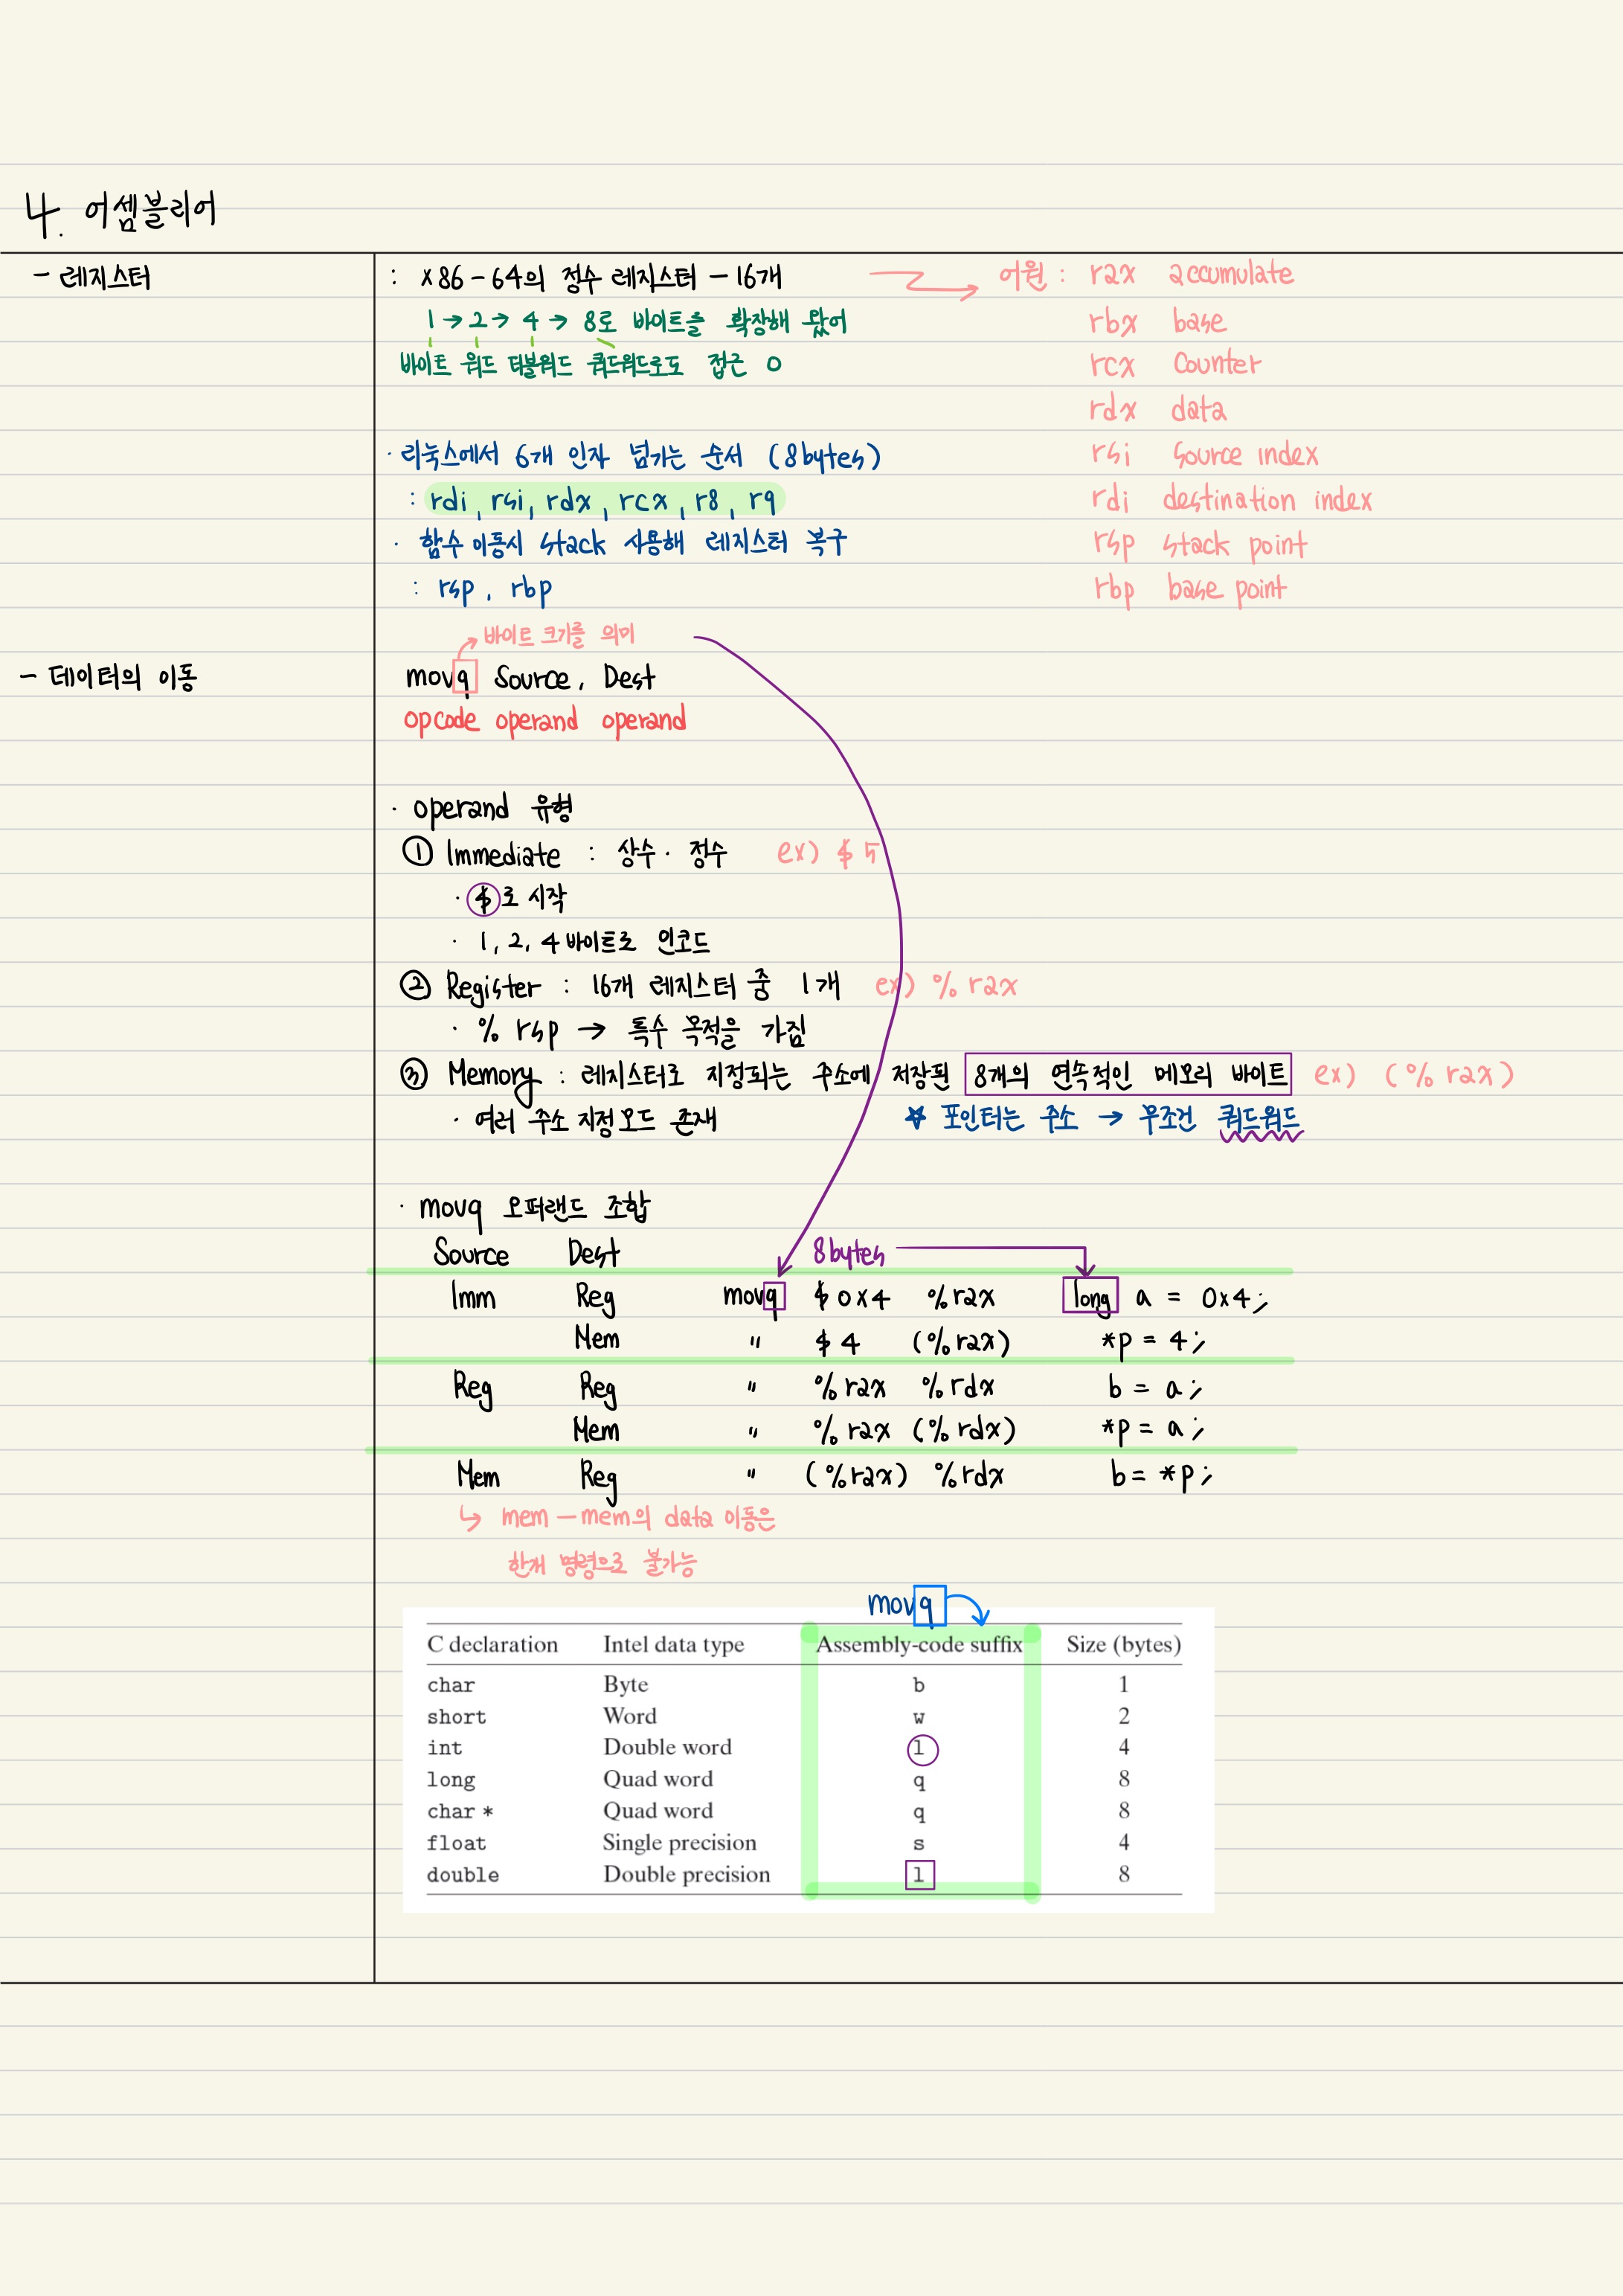 4. 어셈블리어
- 레지스터
: x86-64의 정수 레지스터 - 16개
어원 : rax accumulate
1 → 2 → 4 → 8로 바이트을 확장해 왔어
rbx base
바이트 워드 더블워드 쿼드워드로도 접근 O
rcx Counter
rdx data
· 리눅스에서 6개 인자 넘기는 순서 (8bytes)
rsi source index
: rdi, rsi, rdx, rcx, r8, r9
rdi destination index
· 함수 이동시 stack 사용해 레지스터 복구
rsp stack point
: rsp, rbp
rbp base point
바이트 크기를 의미
- 데이터의 이동
movq Source, Dest
opcode operand operand
· operand 유형
① Immediate : 상수· 정수 ex) $5
· $로 시작
· 1, 2, 4 바이트로 인코드
② Register : 16개 레지스터 중 1개 ex) % rax
· % rsp → 특수 목적을 가짐
③ Memory : 레지스터로 지정되는 주소에 저장된 8개의 연속적인 메모리 바이트 ex) (% rax)
· 여러 주소 지정모드 존재
☆ 포인터는 주소 → 무조건 쿼드워드
· movq 오퍼랜드 조합
Source Dest 8bytes
Imm Reg movq $0x4 %rax long a = 0x4;
Mem " $4 (%rax) *p = 4;
Reg Reg " %rax %rdx b = a;
Mem " %rax (%rdx) *p = a;
Mem Reg " (%rax) %rdx b = *p;
↳ mem - mem의 data 이동은
한개 명령으로 불가능
movq
C declaration Intel data type Assembly-code suffix Size (bytes)
char Byte b 1
short Word w 2
int Double word l 4
long Quad word q 8
char * Quad word q 8
float Single precision s 4
double Double precision l 8